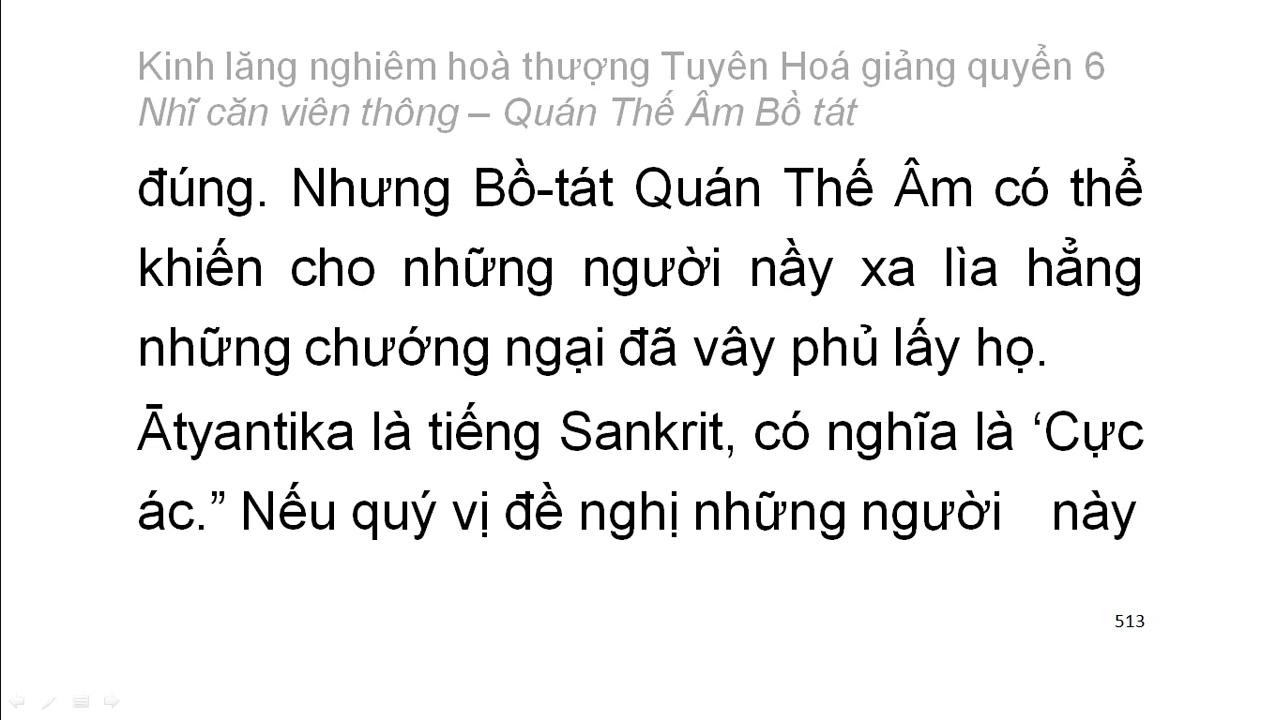 Kinh lăng nghiêm hoà thượng Tuyên Hoá giảng quyển 6
Nhĩ căn viên thông – Quán Thế Âm Bồ tát
đúng. Nhưng Bồ-tát Quán Thế Âm có thể
khiến cho những người nầy xa lìa hẳng
những chướng ngại đã vây phủ lấy họ.
Ātyantika là tiếng Sankrit, có nghĩa là ‘Cực
ác.” Nếu quý vị đề nghị những người này
513